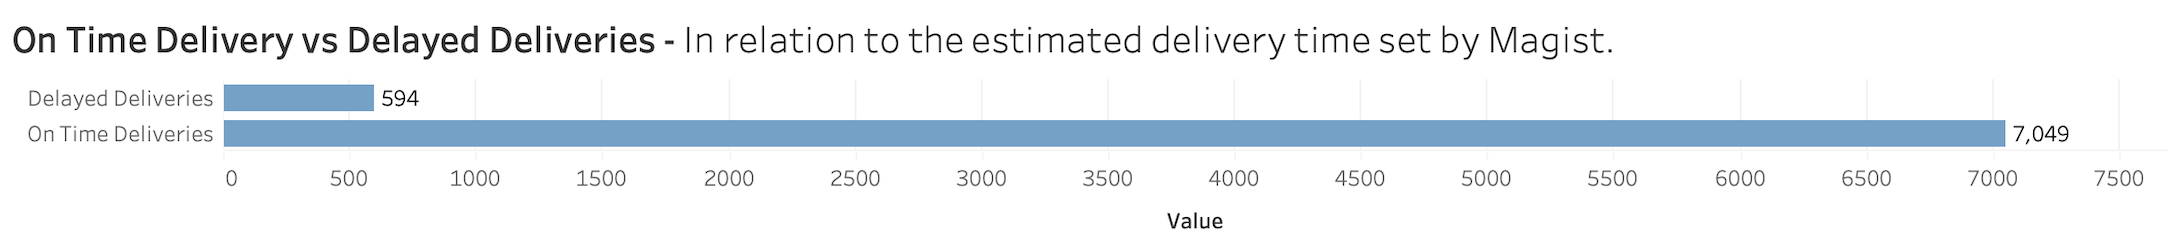 On Time Delivery vs Delayed Deliveries - In relation to the estimated delivery time set by Magist.
Delayed Deliveries 594
On Time Deliveries 7,049
0 500 1000 1500 2000 2500 3000 3500 4000 4500 5000 5500 6000 6500 7000 7500
Value